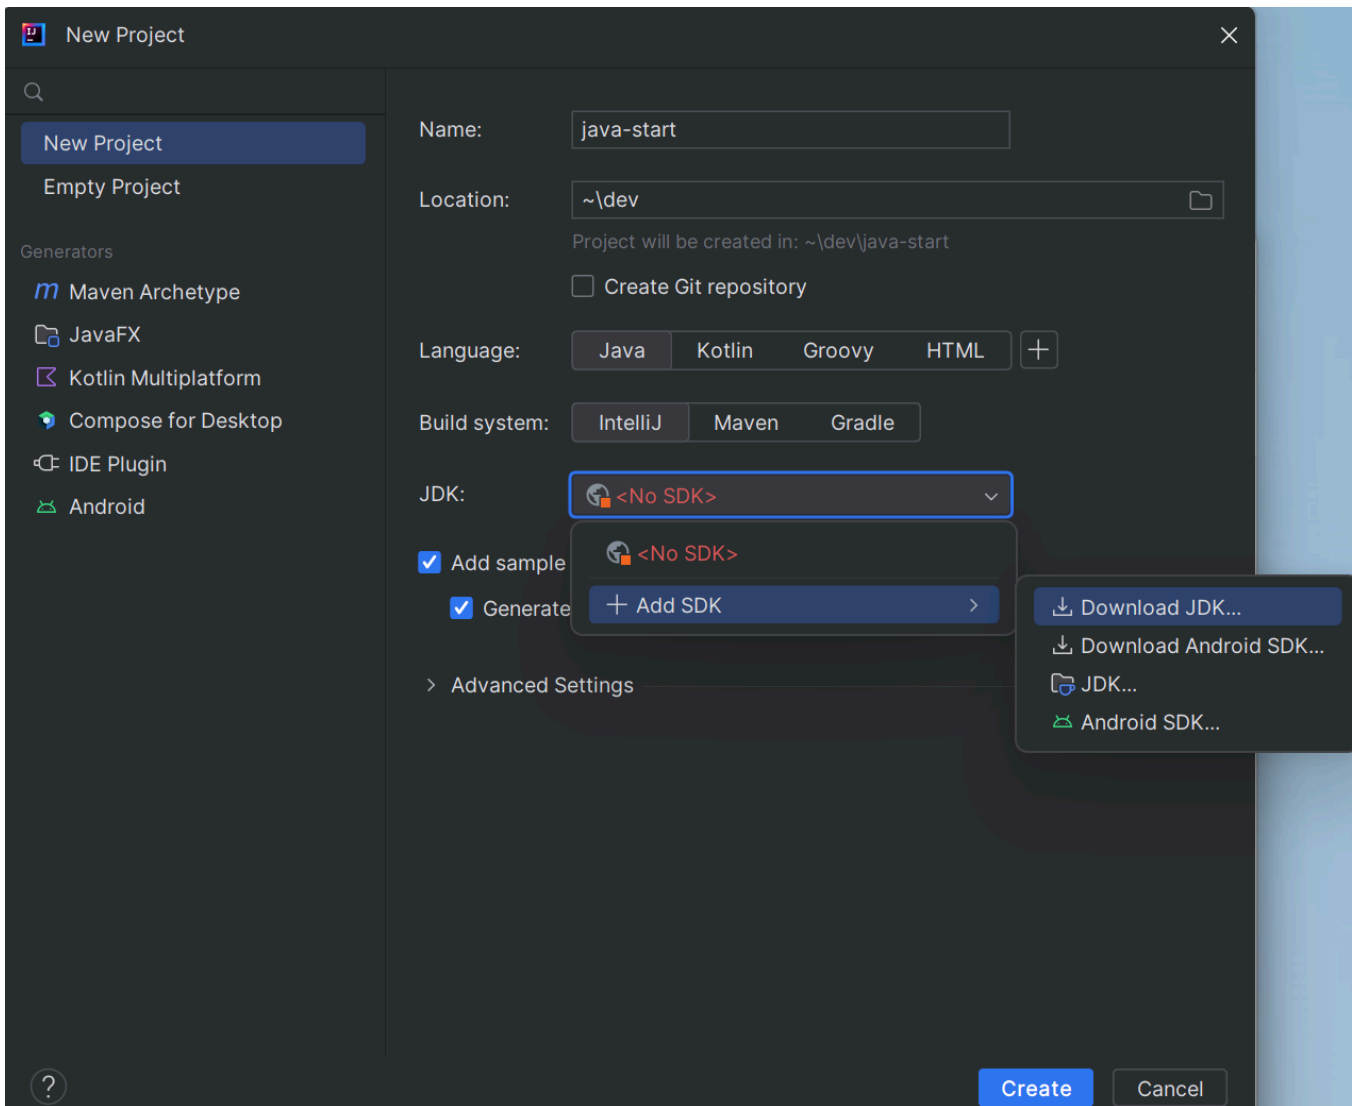 New Project
New Project
Empty Project
Generators
Maven Archetype
JavaFX
Kotlin Multiplatform
Compose for Desktop
IDE Plugin
Android
Name: java-start
Location: ~\dev
Project will be created in: ~\dev\java-start
Create Git repository
Language: Java Kotlin Groovy HTML
Build system: IntelliJ Maven Gradle
JDK: <No SDK>
<No SDK>
Add sample
Add SDK
Generate
Download JDK...
Download Android SDK...
JDK...
Android SDK...
Advanced Settings
?
Create Cancel